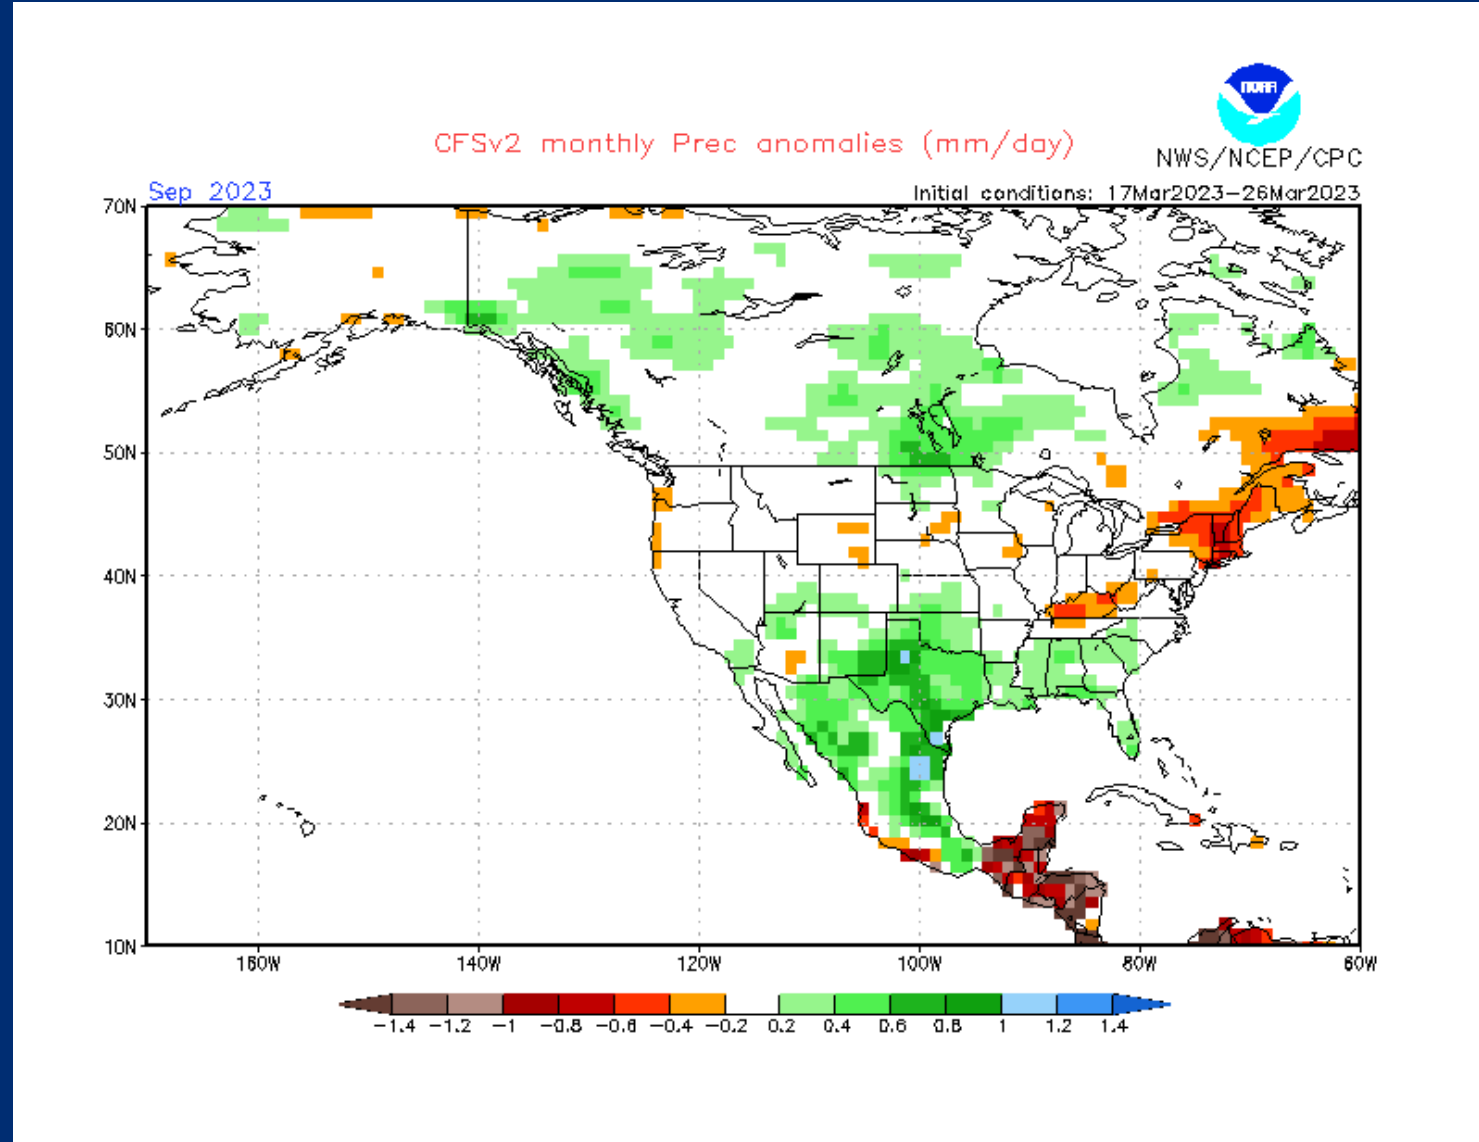 NOAA
CFSv2 monthly Prec anomalies (mm/day)
NWS/NCEP/CPC
Sep 2023
Initial conditions: 17Mar2023-26Mar2023
70N
60N
50N
40N
30N
20N
10N
160W 140W 120W 100W 80W 60W
-1.4 -1.2 -1 -0.8 -0.6 -0.4 -0.2 0.2 0.4 0.6 0.8 1 1.2 1.4